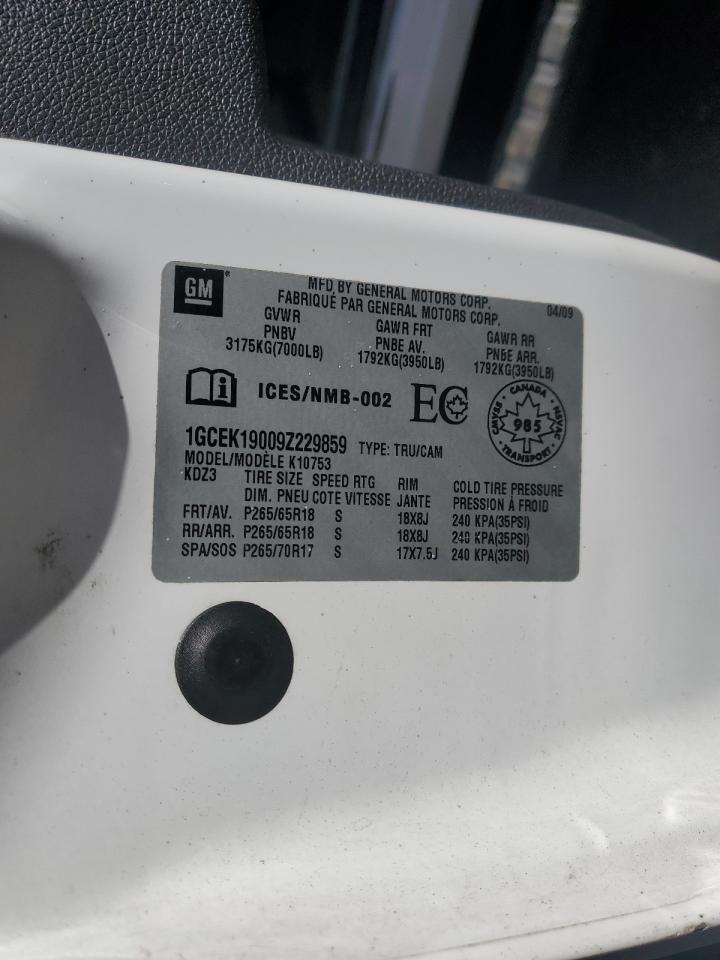 GM ® MFD BY GENERAL MOTORS CORP. 04/09
FABRIQUÉ PAR GENERAL MOTORS CORP.
GVWR GAWR FRT GAWR RR
PNBV PNBE AV. PNBE ARR.
3175KG(7000LB) 1792KG(3950LB) 1792KG(3950LB)
i ICES/NMB-002 EC CANADA CMVSS 985 NSVAC TRANSPORT
1GCEK19009Z229859 TYPE: TRU/CAM
MODEL/MODÈLE K10753
KDZ3 TIRE SIZE SPEED RTG RIM COLD TIRE PRESSURE
DIM. PNEU COTE VITESSE JANTE PRESSION À FROID
FRT/AV. P265/65R18 S 18X8J 240 KPA(35PSI)
RR/ARR. P265/65R18 S 18X8J 240 KPA(35PSI)
SPA/SOS P265/70R17 S 17X7.5J 240 KPA(35PSI)